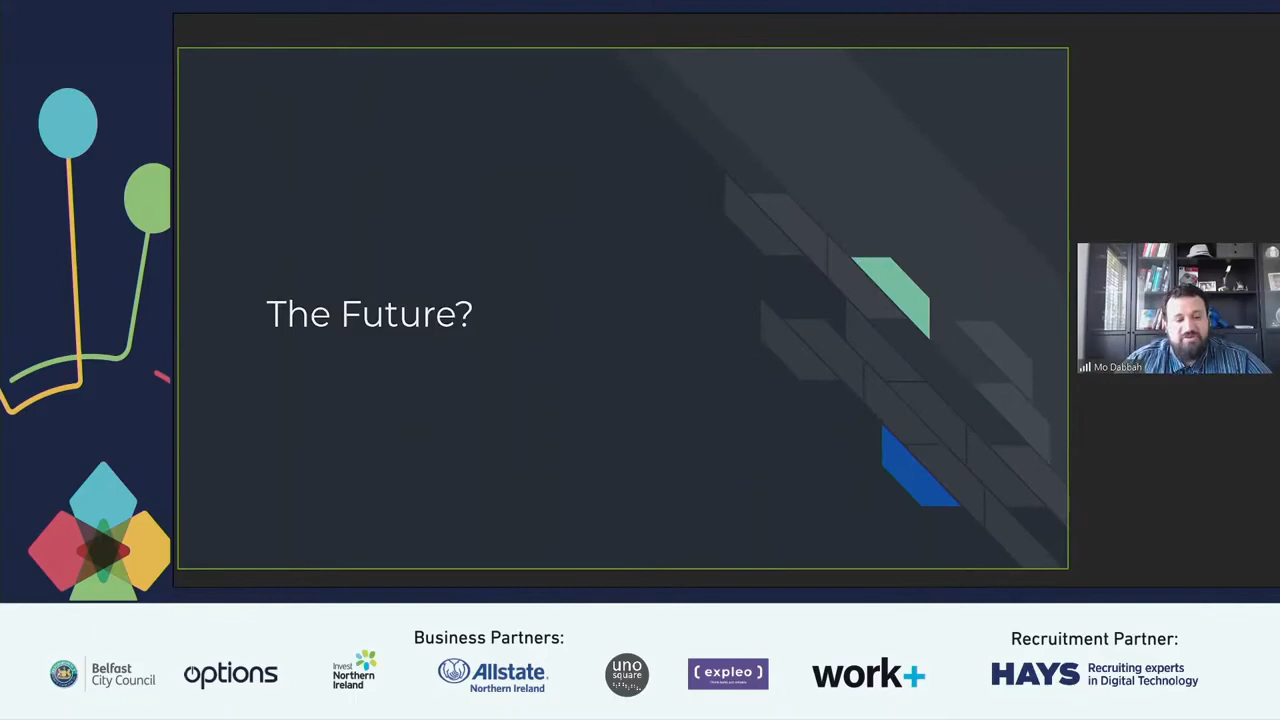 The Future?
Mo Dabbah
Business Partners:
Recruitment Partner:
Belfast
City Council
options
Invest
Northern
Ireland
Allstate.
Northern Ireland
uno
square
[ expleo ]
work+
HAYS
Recruiting experts
in Digital Technology